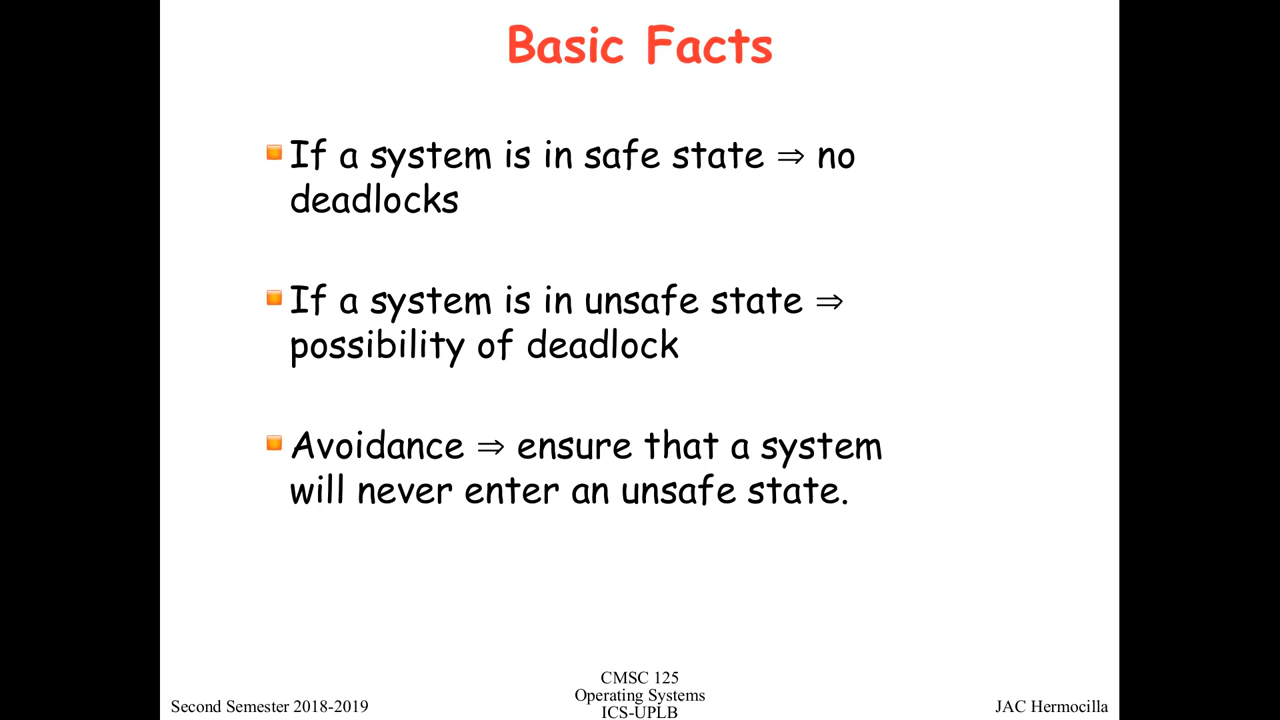 Basic Facts
If a system is in safe state ⇒ no
deadlocks
If a system is in unsafe state ⇒
possibility of deadlock
Avoidance ⇒ ensure that a system
will never enter an unsafe state.
CMSC 125
Operating Systems
ICS-UPLB
Second Semester 2018-2019
JAC Hermocilla